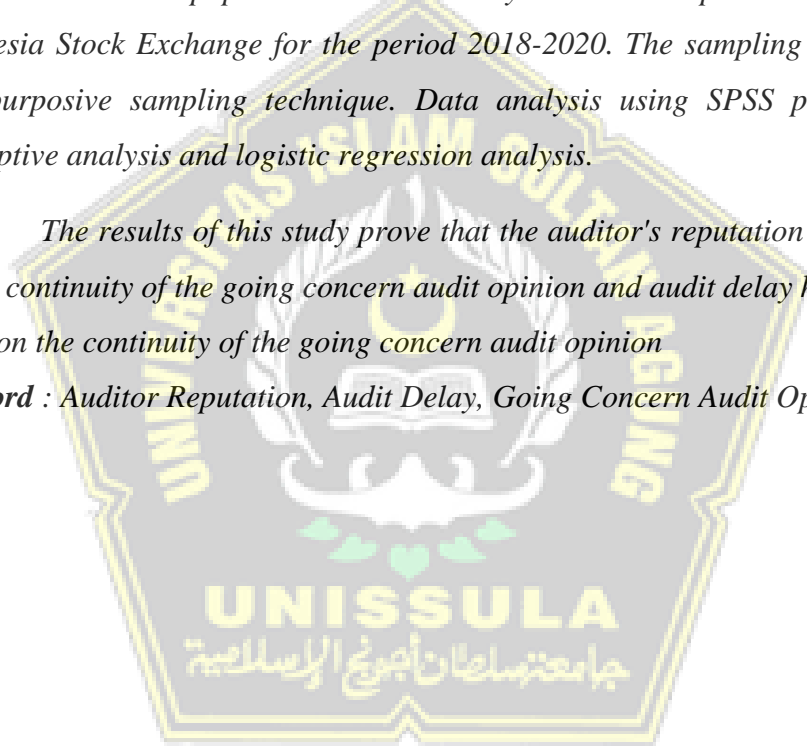 esia Stock Exchange for the period 2018-2020. The sampling
purposive sampling technique. Data analysis using SPSS p
ptive analysis and logistic regression analysis.
The results of this study prove that the auditor's reputation
continuity of the going concern audit opinion and audit delay h
on the continuity of the going concern audit opinion
ord : Auditor Reputation, Audit Delay, Going Concern Audit Op
UNIVERSITAS ISLAM SULTAN AGUNG
UNISSULA
جامعة سلطان أجونج الإسلامية